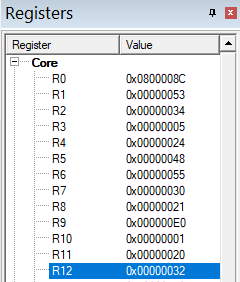 Registers
Register Value
Core
R0 0x0800008C
R1 0x00000053
R2 0x00000034
R3 0x00000005
R4 0x00000024
R5 0x00000048
R6 0x00000055
R7 0x00000030
R8 0x00000021
R9 0x000000E0
R10 0x00000001
R11 0x00000020
R12 0x00000032